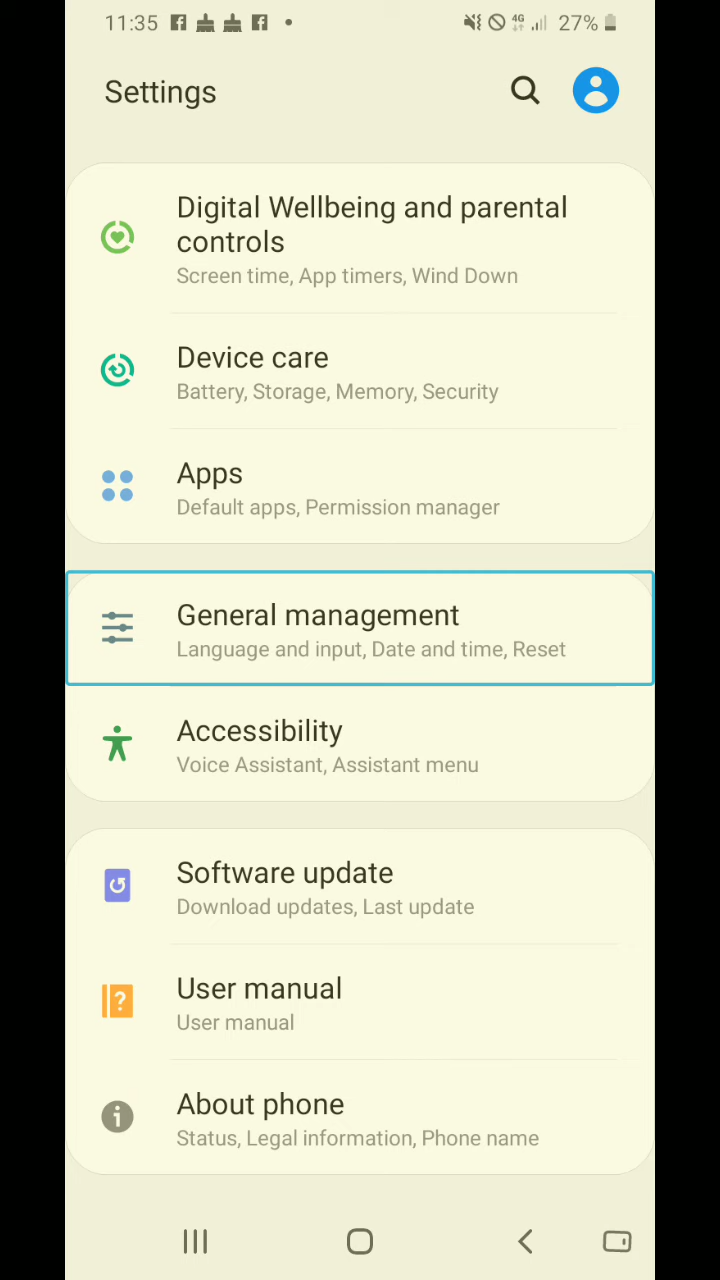 11:35 4G 27%
Settings
Digital Wellbeing and parental
controls
Screen time, App timers, Wind Down
Device care
Battery, Storage, Memory, Security
Apps
Default apps, Permission manager
General management
Language and input, Date and time, Reset
Accessibility
Voice Assistant, Assistant menu
Software update
Download updates, Last update
User manual
User manual
About phone
Status, Legal information, Phone name